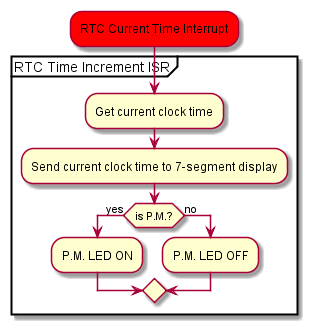 RTC Current Time Interrupt
RTC Time Increment ISR
Get current clock time
Send current clock time to 7-segment display
is P.M.?
yes
no
P.M. LED ON
P.M. LED OFF